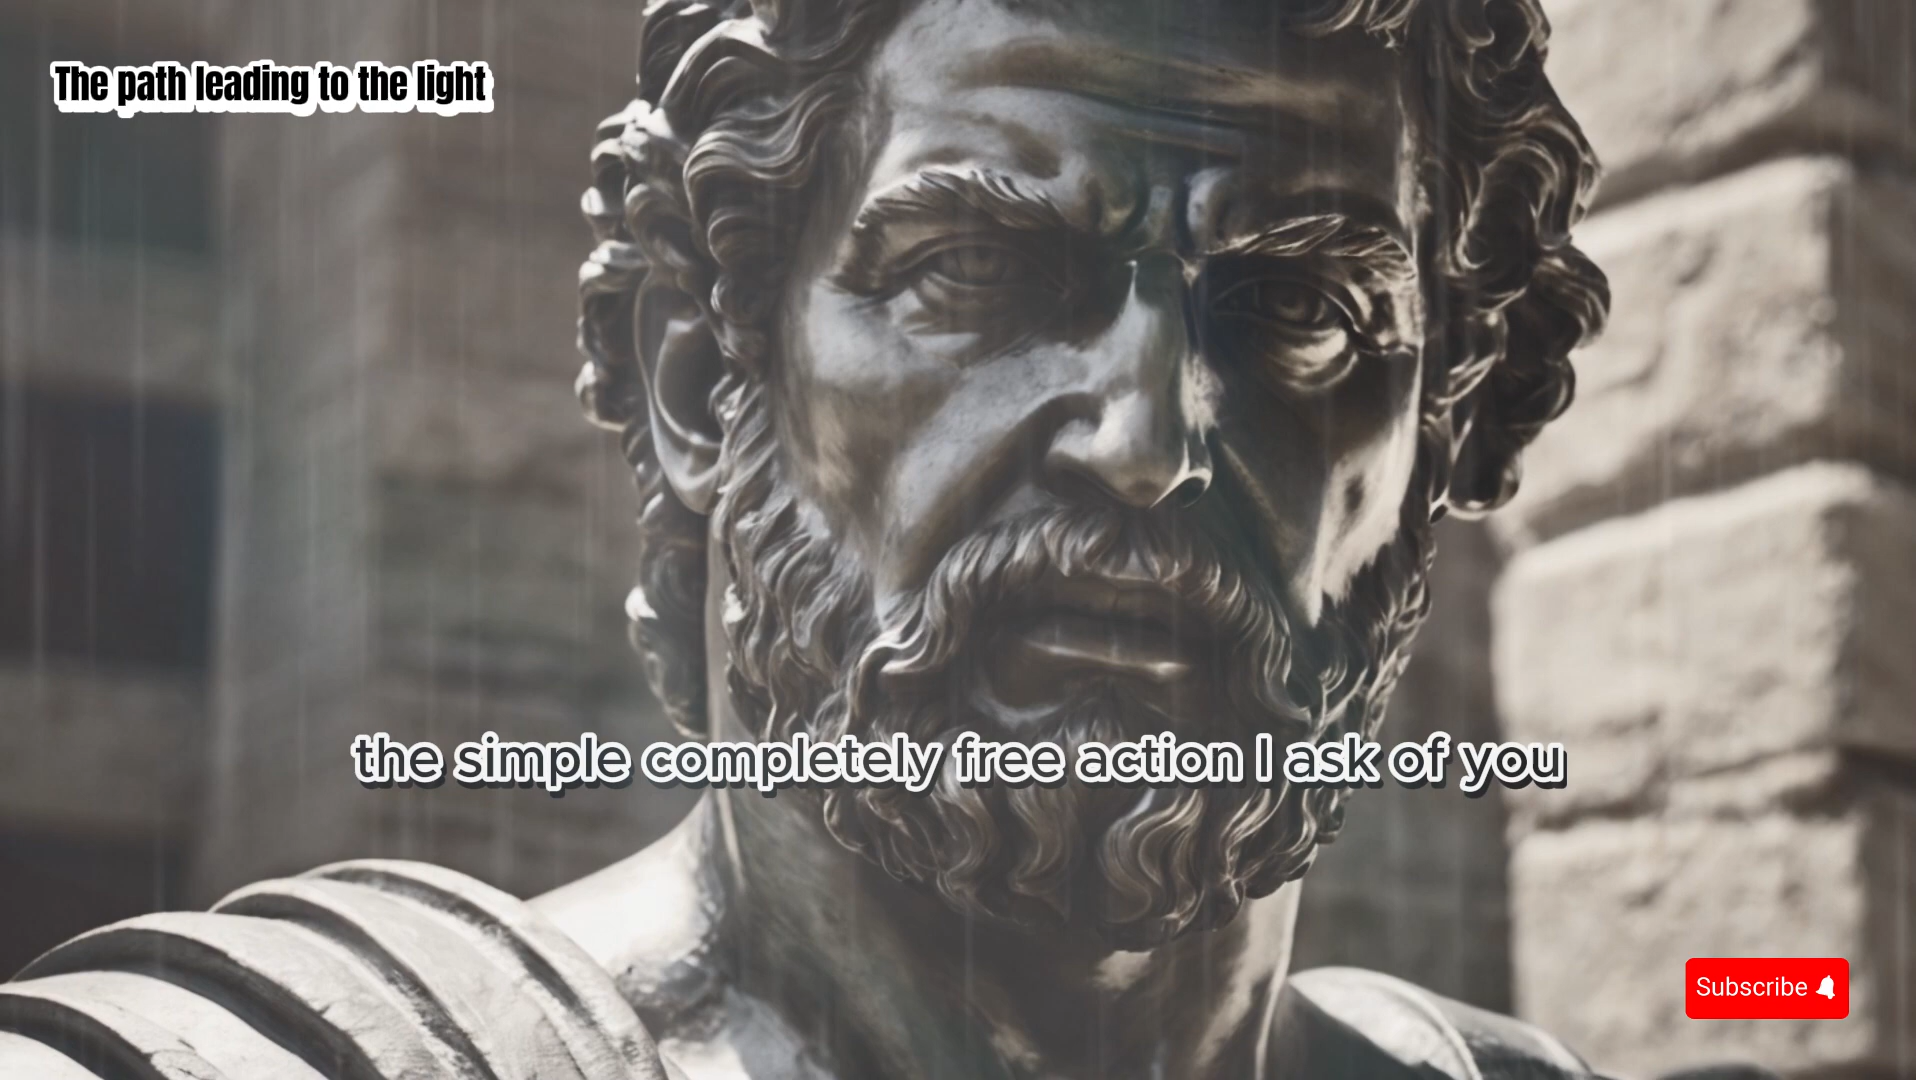 The path leading to the light
the simple completely free action I ask of you
Subscribe